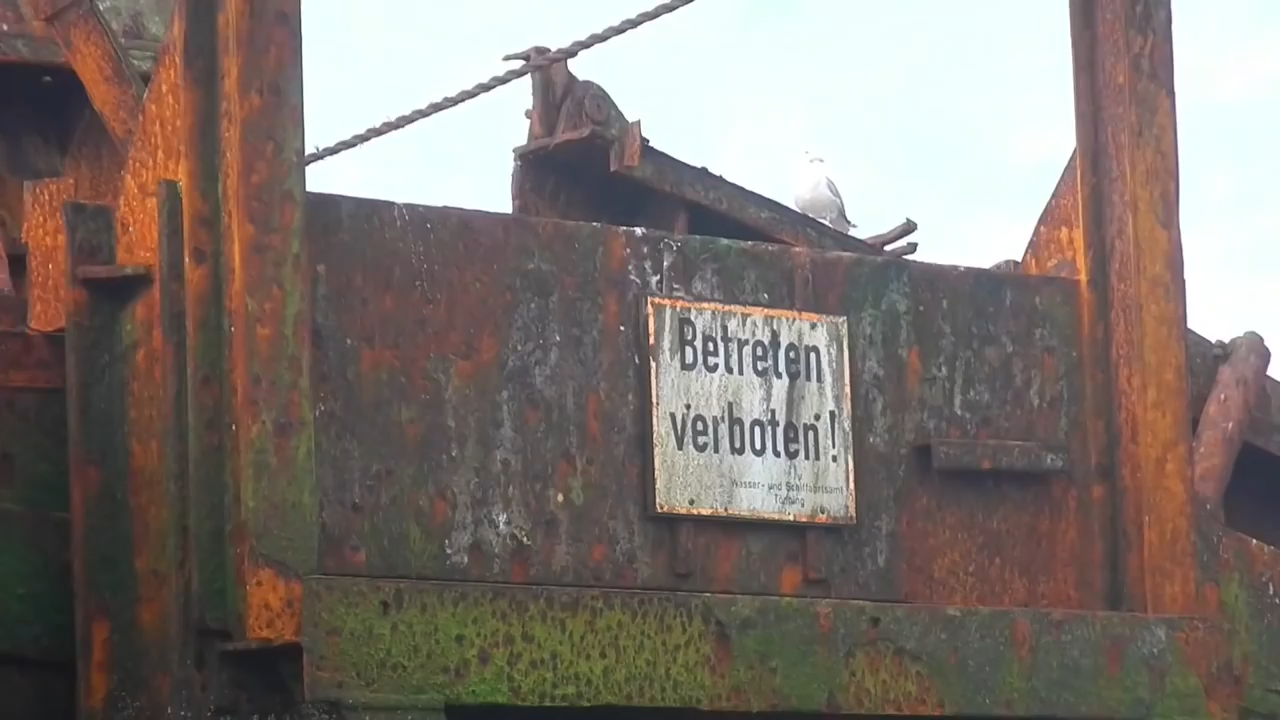 Betreten
verboten!
Wasser- und Schiffahrtsamt
Tönning